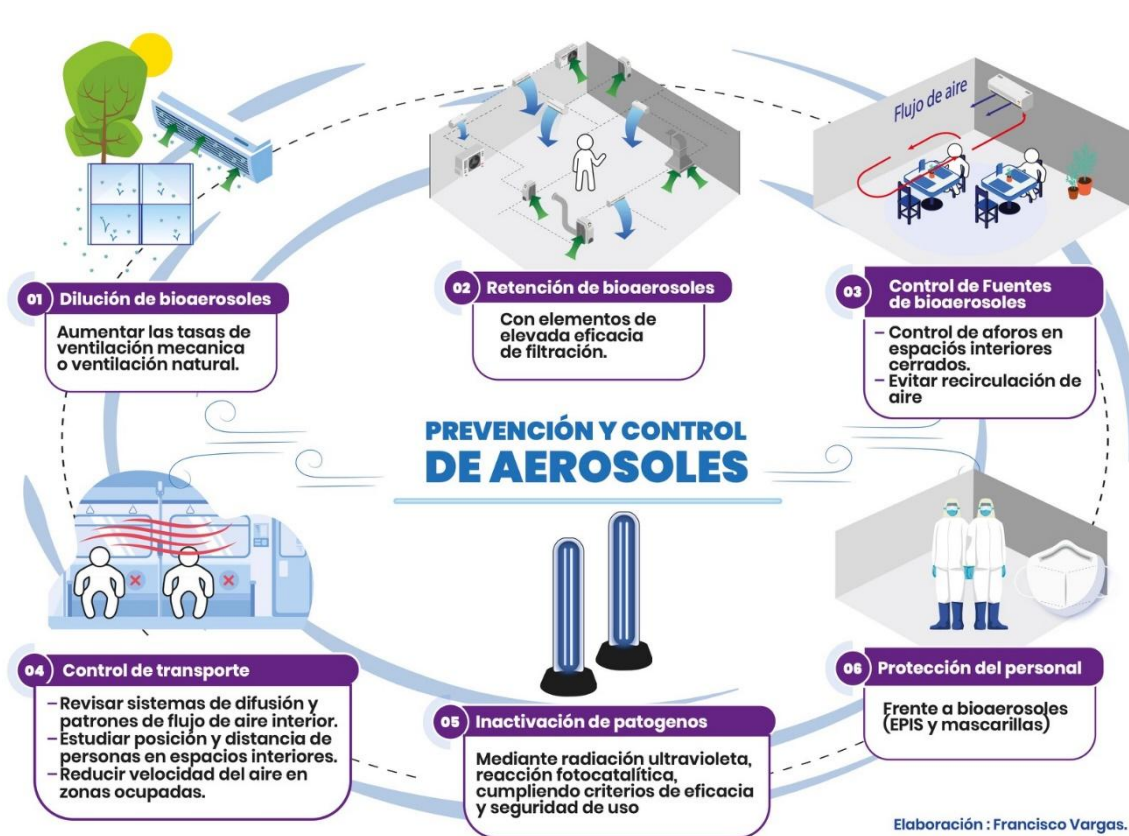 Flujo de aire
01 Dilución de bioaerosoles
Aumentar las tasas de
ventilación mecanica
o ventilación natural.
02 Retención de bioaerosoles
Con elementos de
elevada eficacia
de filtración.
03 Control de Fuentes
de bioaerosoles
– Control de aforos en
espaciós interiores
cerrados.
– Evitar recirculación de
aire
PREVENCIÓN Y CONTROL
DE AEROSOLES
04 Control de transporte
– Revisar sistemas de difusión y
patrones de flujo de aire interior.
– Estudiar posición y distancia de
personas en espacios interiores.
– Reducir velocidad del aire en
zonas ocupadas.
05 Inactivación de patogenos
Mediante radiación ultravioleta,
reacción fotocatalítica,
cumpliendo criterios de eficacia
y seguridad de uso
06 Protección del personal
Frente a bioaerosoles
(EPIS y mascarillas)
Elaboración : Francisco Vargas.